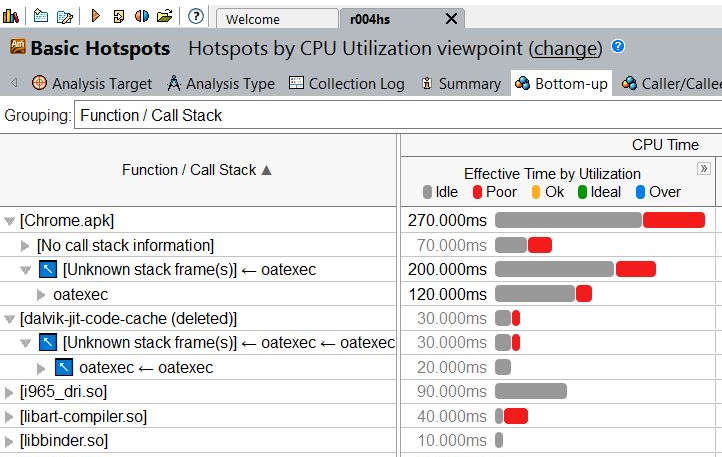 Welcome
r004hs
Basic Hotspots Hotspots by CPU Utilization viewpoint (change) ?
Analysis Target Analysis Type Collection Log Summary Bottom-up Caller/Callee
Grouping: Function / Call Stack
CPU Time
Function / Call Stack
Effective Time by Utilization
Idle Poor Ok Ideal Over
[Chrome.apk] 270.000ms
[No call stack information] 70.000ms
[Unknown stack frame(s)] ← oatexec 200.000ms
oatexec 120.000ms
[dalvik-jit-code-cache (deleted)] 30.000ms
[Unknown stack frame(s)] ← oatexec ← oatexec 30.000ms
oatexec ← oatexec 20.000ms
[i965_dri.so] 90.000ms
[libart-compiler.so] 40.000ms
[libbinder.so] 10.000ms